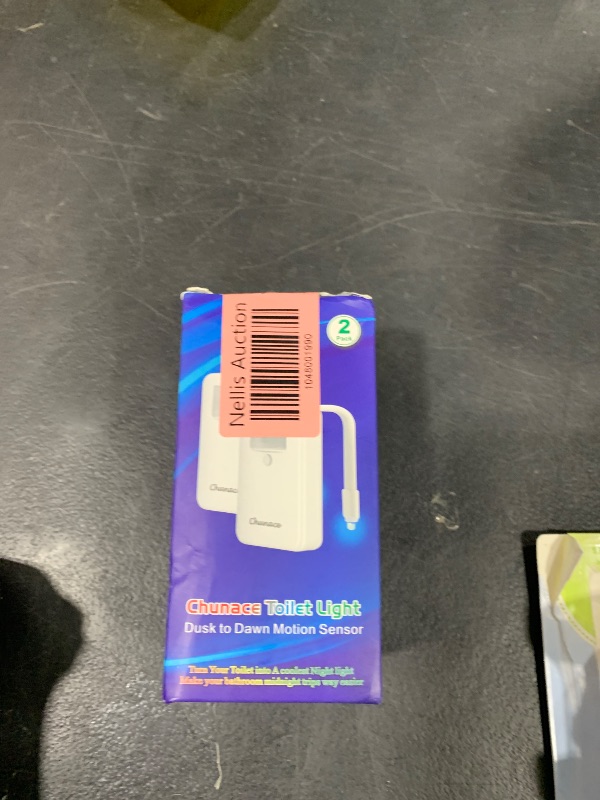 Nellis Auction
1048001990
2
Pack
Chunace
Chunace
Chunace Toilet Light
Dusk to Dawn Motion Sensor
Turn Your Toilet into A coolest Night light
Make your bathroom midnight trips way easier